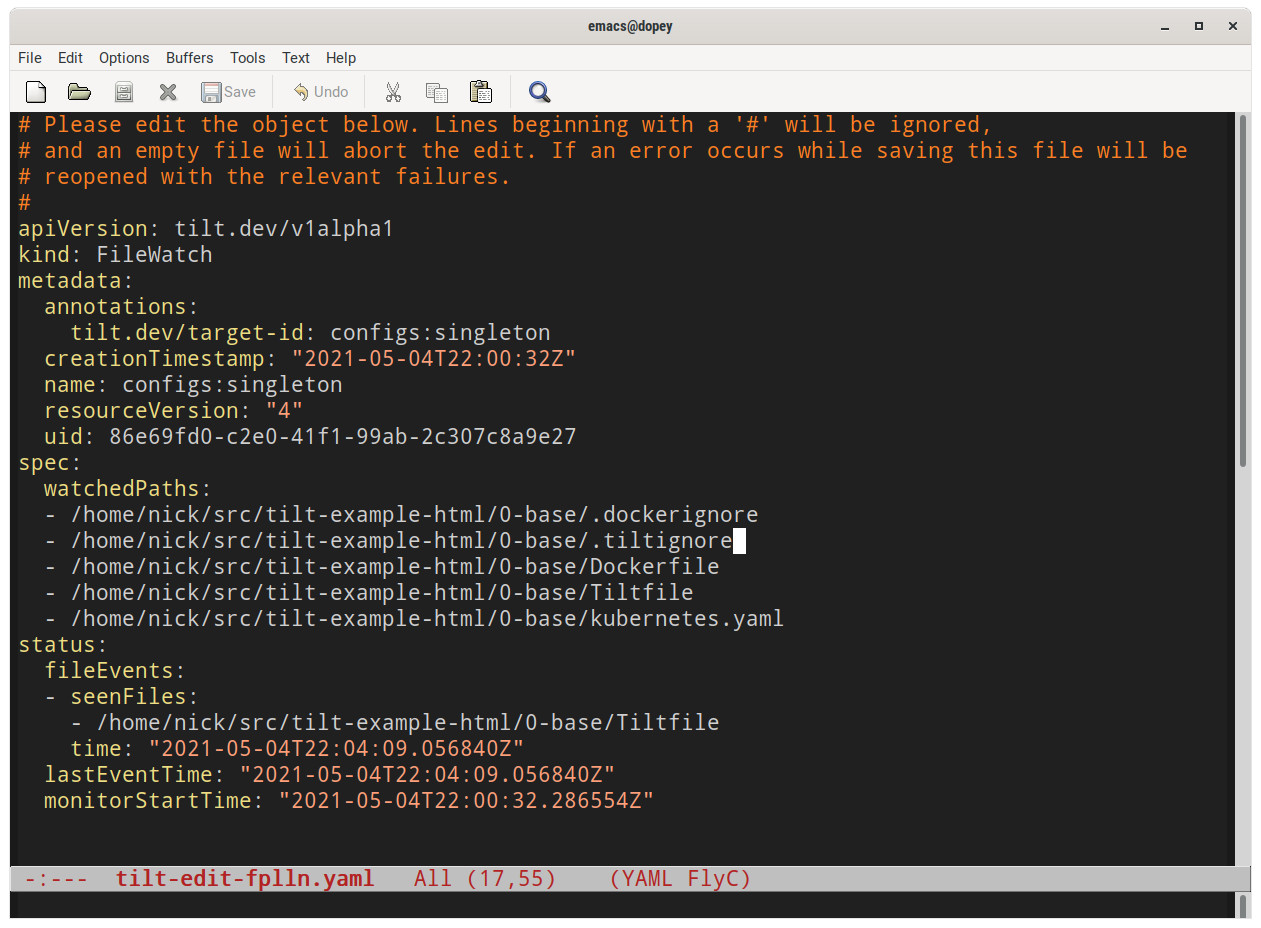 emacs@dopey
File Edit Options Buffers Tools Text Help
Save Undo
# Please edit the object below. Lines beginning with a '#' will be ignored,
# and an empty file will abort the edit. If an error occurs while saving this file will be
# reopened with the relevant failures.
#
apiVersion: tilt.dev/v1alpha1
kind: FileWatch
metadata:
  annotations:
    tilt.dev/target-id: configs:singleton
  creationTimestamp: "2021-05-04T22:00:32Z"
  name: configs:singleton
  resourceVersion: "4"
  uid: 86e69fd0-c2e0-41f1-99ab-2c307c8a9e27
spec:
  watchedPaths:
  - /home/nick/src/tilt-example-html/0-base/.dockerignore
  - /home/nick/src/tilt-example-html/0-base/.tiltignore
  - /home/nick/src/tilt-example-html/0-base/Dockerfile
  - /home/nick/src/tilt-example-html/0-base/Tiltfile
  - /home/nick/src/tilt-example-html/0-base/kubernetes.yaml
status:
  fileEvents:
  - seenFiles:
    - /home/nick/src/tilt-example-html/0-base/Tiltfile
    time: "2021-05-04T22:04:09.056840Z"
  lastEventTime: "2021-05-04T22:04:09.056840Z"
  monitorStartTime: "2021-05-04T22:00:32.286554Z"
-:--- tilt-edit-fplln.yaml All (17,55) (YAML FlyC)